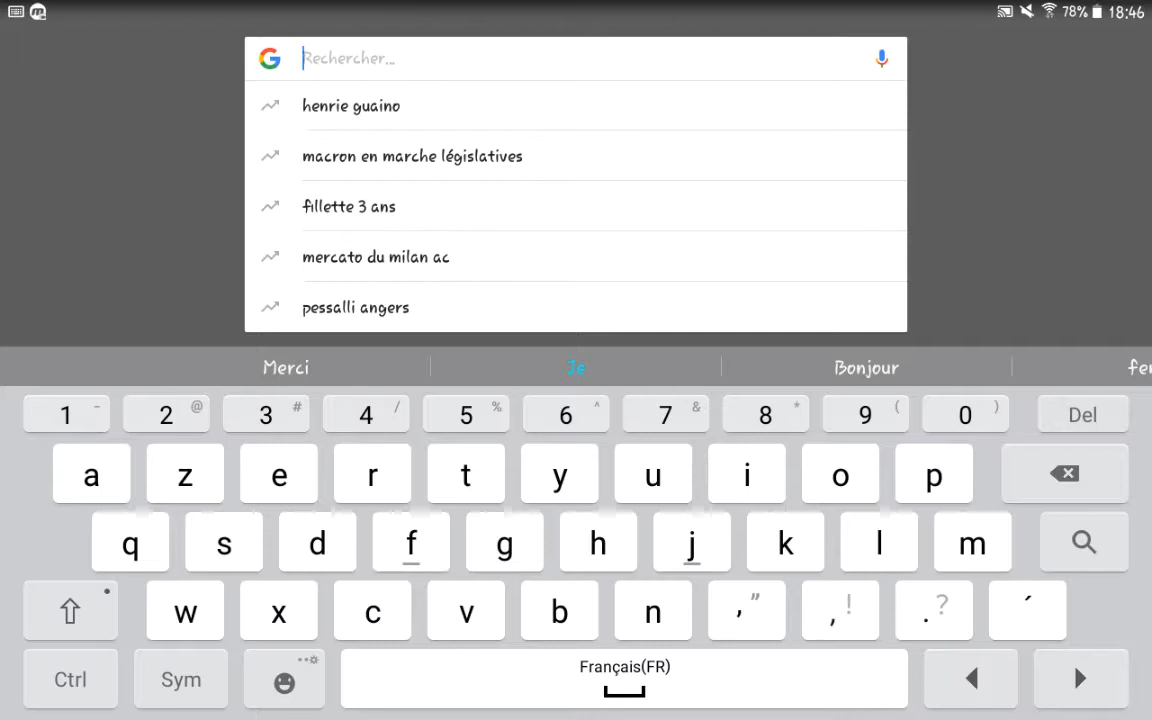 78% 18:46
Rechercher...
henrie guaino
macron en marche législatives
fillette 3 ans
mercato du milan ac
pessalli angers
Merci Je Bonjour
1 - 2 @ 3 # 4 / 5 % 6 ^ 7 & 8 * 9 ( 0 ) Del
a z e r t y u i o p
q s d f g h j k l m
w x c v b n ' " , ! . ? ´
Ctrl Sym Français(FR)